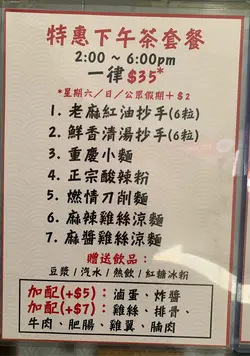 特惠下午茶套餐
2:00 ~ 6:00pm
一律$35*
*星期六/日/公眾假期+$2
1. 老麻紅油抄手(6粒)
2. 鮮香清湯抄手(6粒)
3. 重慶小麵
4. 正宗酸辣粉
5. 燃情刀削麵
6. 麻辣雞絲涼麵
7. 麻醬雞絲涼麵
贈送飲品：
豆漿/汽水/熱飲/紅糖冰粉
加配(+$5)：滷蛋、炸醬
加配(+$7)：雞絲、排骨、
牛肉、肥腸、雞翼、腩肉